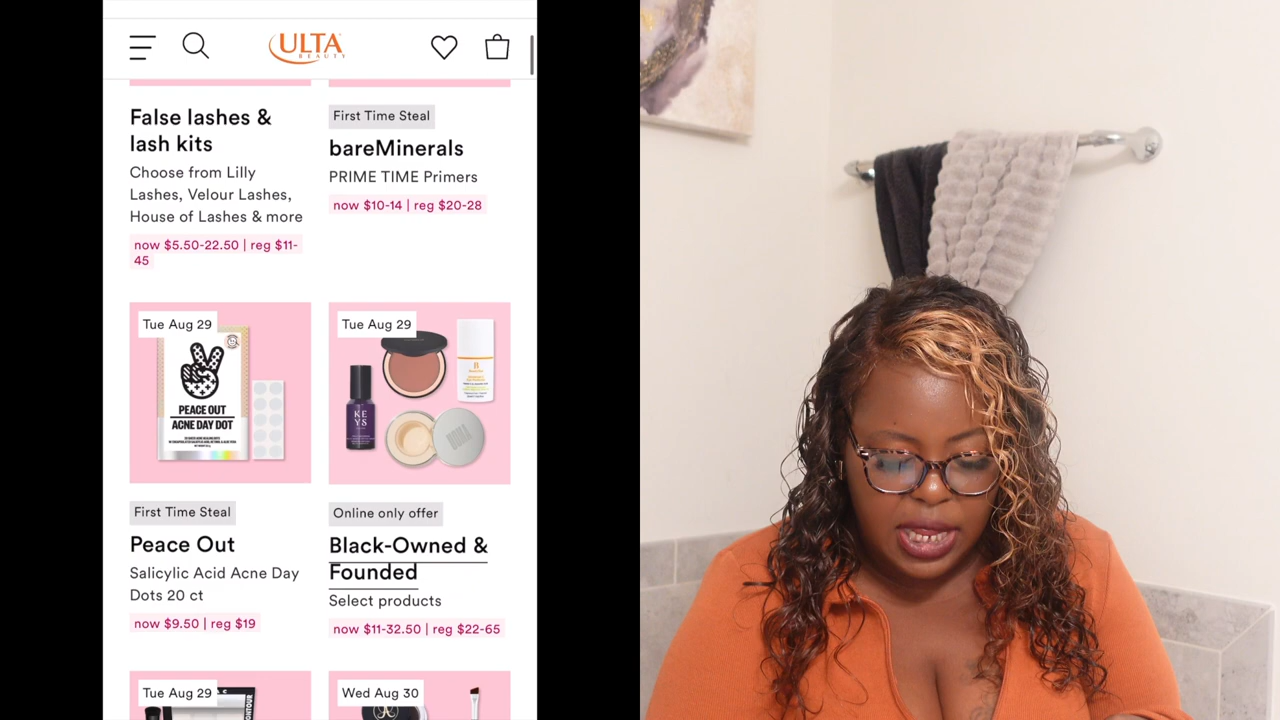 ULTA
BEAUTY
False lashes &
lash kits
Choose from Lilly
Lashes, Velour Lashes,
House of Lashes & more
now $5.50-22.50 | reg $11-
45
First Time Steal
bareMinerals
PRIME TIME Primers
now $10-14 | reg $20-28
Tue Aug 29
PEACE OUT
ACNE DAY DOT
First Time Steal
Peace Out
Salicylic Acid Acne Day
Dots 20 ct
now $9.50 | reg $19
Tue Aug 29
KE
YS
Online only offer
Black-Owned &
Founded
Select products
now $11-32.50 | reg $22-65
Tue Aug 29
Wed Aug 30